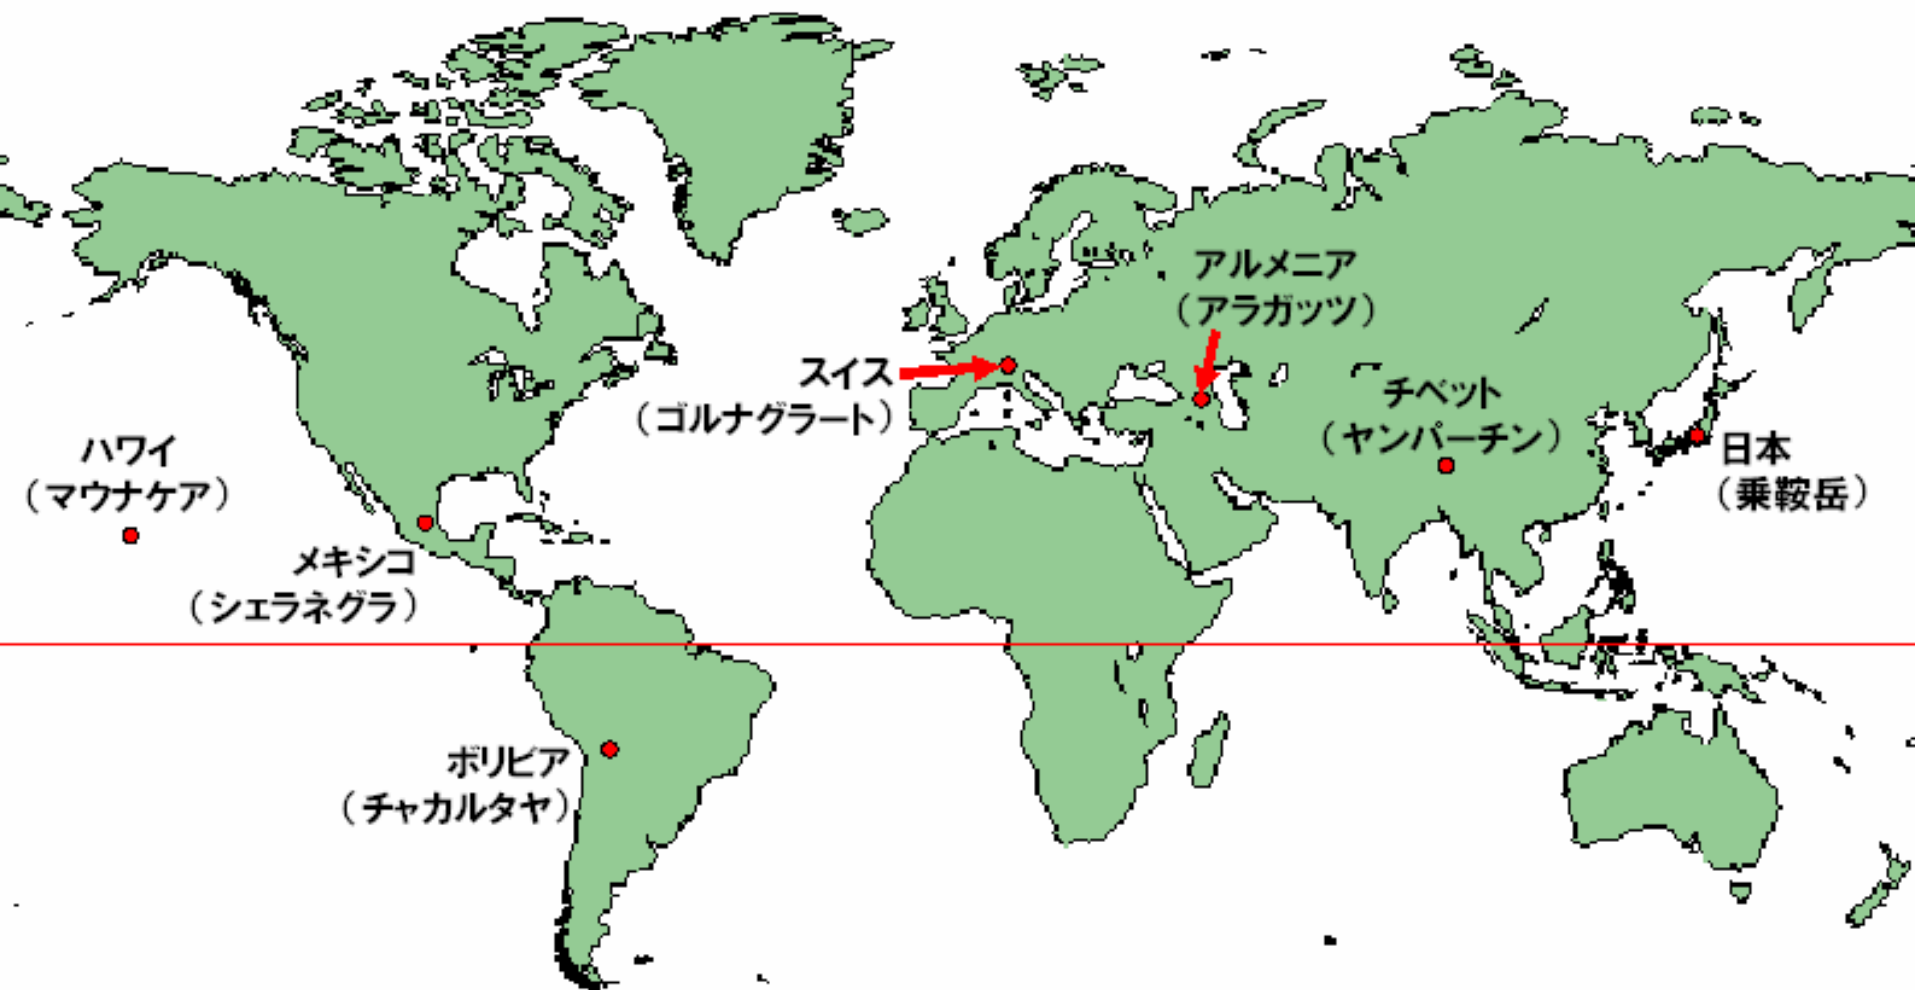 アルメニア
（アラガッツ）
スイス
（ゴルナグラート）
チベット
（ヤンパーチン）
ハワイ
（マウナケア）
日本
（乗鞍岳）
メキシコ
（シェラネグラ）
ボリビア
（チャカルタヤ）